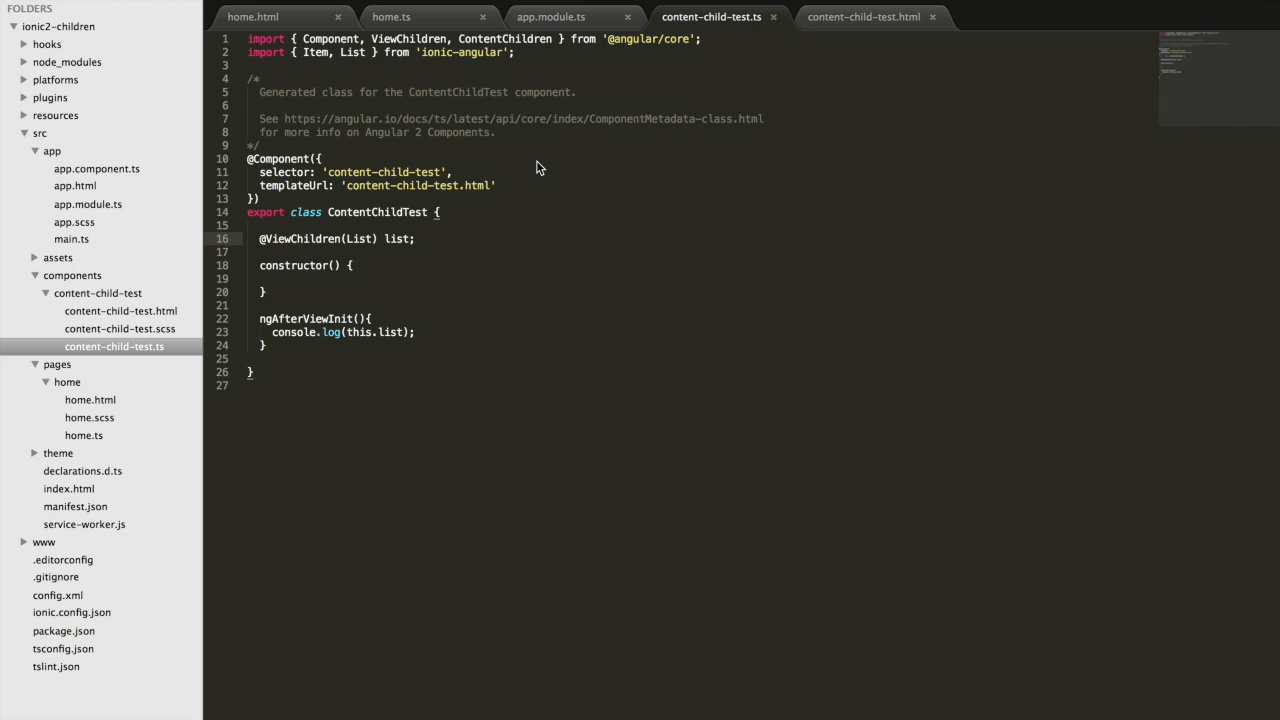 FOLDERS
ionic2-children
hooks
node_modules
platforms
plugins
resources
src
app
app.component.ts
app.html
app.module.ts
app.scss
main.ts
assets
components
content-child-test
content-child-test.html
content-child-test.scss
content-child-test.ts
pages
home
home.html
home.scss
home.ts
theme
declarations.d.ts
index.html
manifest.json
service-worker.js
www
.editorconfig
.gitignore
config.xml
ionic.config.json
package.json
tsconfig.json
tslint.json
home.html × home.ts × app.module.ts × content-child-test.ts × content-child-test.html ×
1 import { Component, ViewChildren, ContentChildren } from '@angular/core';
2 import { Item, List } from 'ionic-angular';
3
4 /*
5 Generated class for the ContentChildTest component.
6
7 See https://angular.io/docs/ts/latest/api/core/index/ComponentMetadata-class.html
8 for more info on Angular 2 Components.
9 */
10 @Component({
11 selector: 'content-child-test',
12 templateUrl: 'content-child-test.html'
13 })
14 export class ContentChildTest {
15
16 @ViewChildren(List) list;
17
18 constructor() {
19
20 }
21
22 ngAfterViewInit(){
23 console.log(this.list);
24 }
25
26 }
27